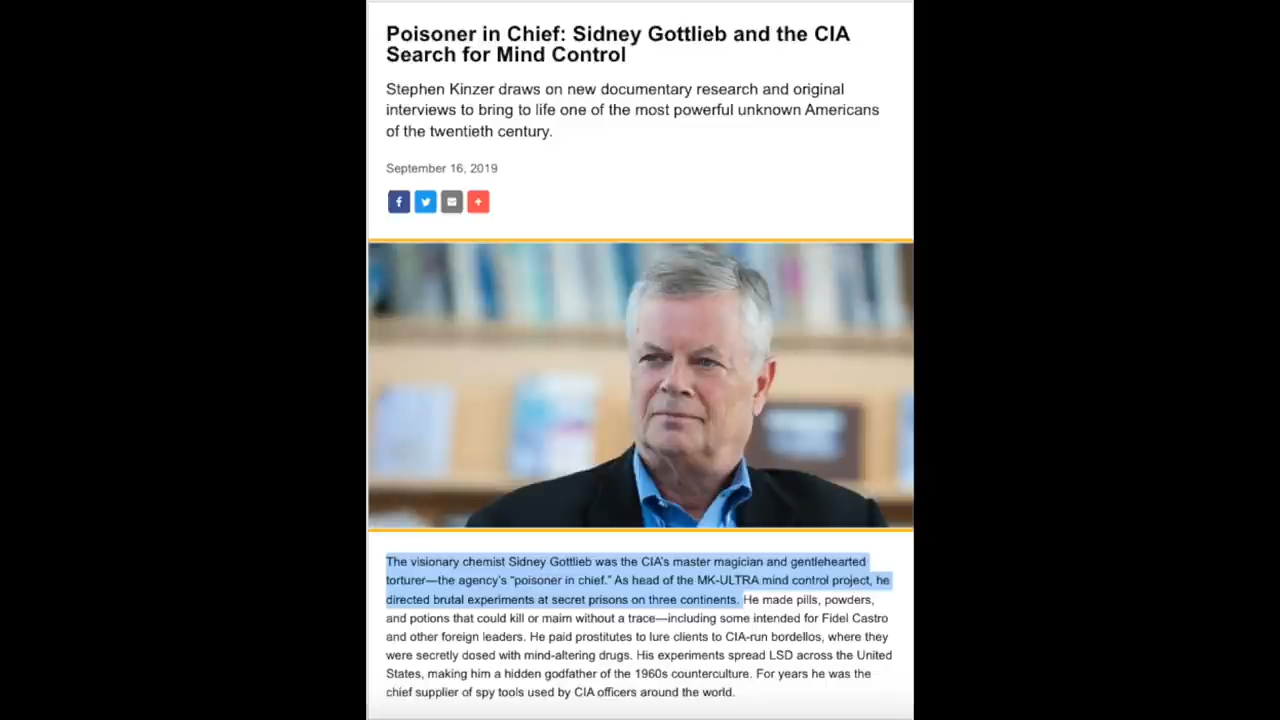 Poisoner in Chief: Sidney Gottlieb and the CIA
Search for Mind Control
Stephen Kinzer draws on new documentary research and original
interviews to bring to life one of the most powerful unknown Americans
of the twentieth century.
September 16, 2019
The visionary chemist Sidney Gottlieb was the CIA's master magician and gentlehearted
torturer—the agency's “poisoner in chief.” As head of the MK-ULTRA mind control project, he
directed brutal experiments at secret prisons on three continents. He made pills, powders,
and potions that could kill or maim without a trace—including some intended for Fidel Castro
and other foreign leaders. He paid prostitutes to lure clients to CIA-run bordellos, where they
were secretly dosed with mind-altering drugs. His experiments spread LSD across the United
States, making him a hidden godfather of the 1960s counterculture. For years he was the
chief supplier of spy tools used by CIA officers around the world.